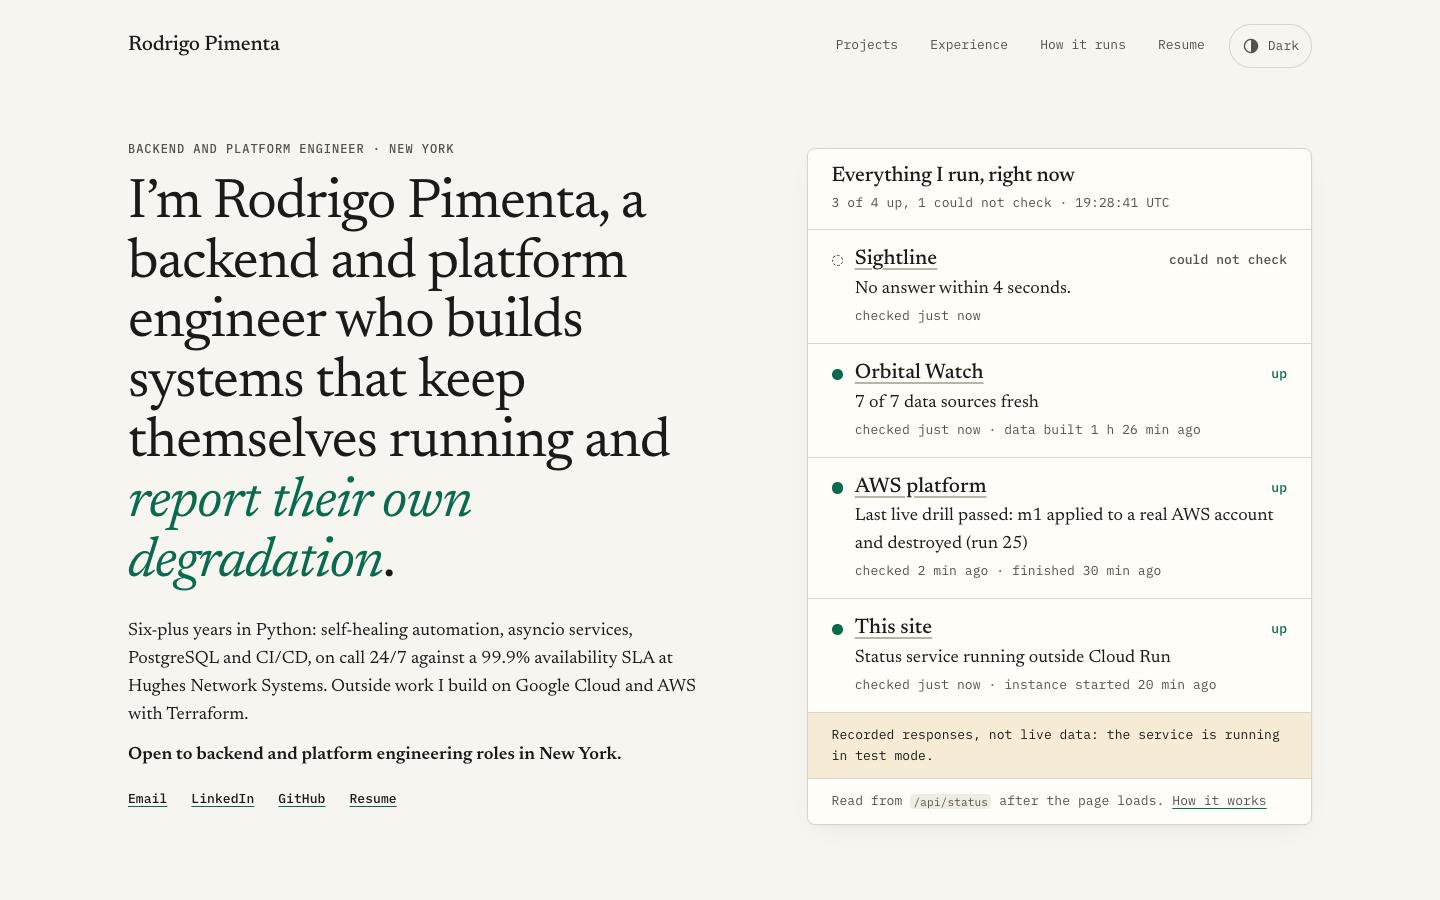 Rodrigo Pimenta
Projects
Experience
How it runs
Resume
Dark
BACKEND AND PLATFORM ENGINEER · NEW YORK
I’m Rodrigo Pimenta, a
backend and platform
engineer who builds
systems that keep
themselves running and
report their own
degradation.
Six-plus years in Python: self-healing automation, asyncio services,
PostgreSQL and CI/CD, on call 24/7 against a 99.9% availability SLA at
Hughes Network Systems. Outside work I build on Google Cloud and AWS
with Terraform.
Open to backend and platform engineering roles in New York.
Email
LinkedIn
GitHub
Resume
Everything I run, right now
3 of 4 up, 1 could not check · 19:28:41 UTC
Sightline
could not check
No answer within 4 seconds.
checked just now
Orbital Watch
up
7 of 7 data sources fresh
checked just now · data built 1 h 26 min ago
AWS platform
up
Last live drill passed: m1 applied to a real AWS account
and destroyed (run 25)
checked 2 min ago · finished 30 min ago
This site
up
Status service running outside Cloud Run
checked just now · instance started 20 min ago
Recorded responses, not live data: the service is running
in test mode.
Read from /api/status after the page loads. How it works